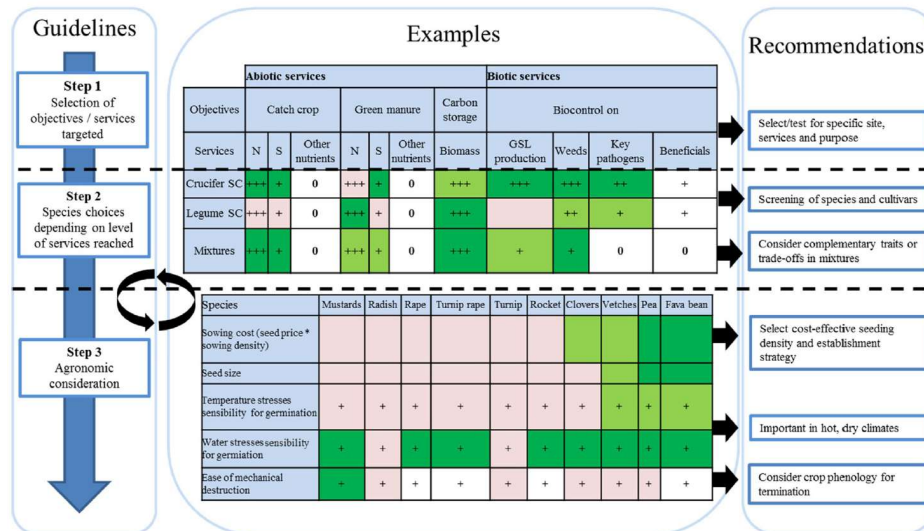 Guidelines
Examples
Recommendations
Step 1
Selection of
objectives / services
targeted
Step 2
Species choices
depending on level
of services reached
Step 3
Agronomic
consideration
Abiotic services Biotic services
Objectives Catch crop Green manure Carbon storage Biocontrol on
Services N S Other nutrients N S Other nutrients Biomass GSL production Weeds Key pathogens Beneficials
Crucifer SC +++ + 0 +++ + 0 +++ +++ +++ ++ +
Legume SC +++ + 0 +++ + 0 +++ ++ + +
Mixtures +++ + 0 +++ + 0 +++ + + 0 0
Species Mustards Radish Rape Turnip rape Turnip Rocket Clovers Vetches Pea Fava bean
Sowing cost (seed price *
sowing density)
Seed size
Temperature stresses
sensibility for germination + + + + + + + + + +
Water stresses sensibility
for germiation + + + + + + + + + +
Ease of mechanical
destruction + + + + + + + + + +
Select/test for specific site,
services and purpose
Screening of species and cultivars
Consider complementary traits or
trade-offs in mixtures
Select cost-effective seeding
density and establishment
strategy
Important in hot, dry climates
Consider crop phenology for
termination